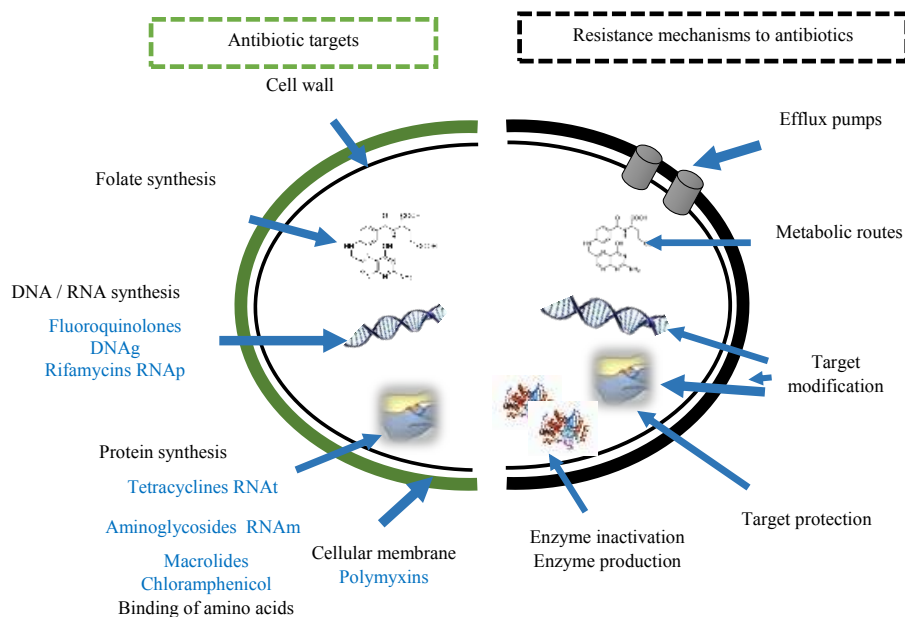 Antibiotic targets
Resistance mechanisms to antibiotics
Cell wall
Efflux pumps
Folate synthesis
Metabolic routes
DNA / RNA synthesis
Fluoroquinolones
DNAg
Rifamycins RNAp
Target
modification
Protein synthesis
Tetracyclines RNAt
Aminoglycosides RNAm
Macrolides
Chloramphenicol
Binding of amino acids
Cellular membrane
Polymyxins
Enzyme inactivation
Enzyme production
Target protection